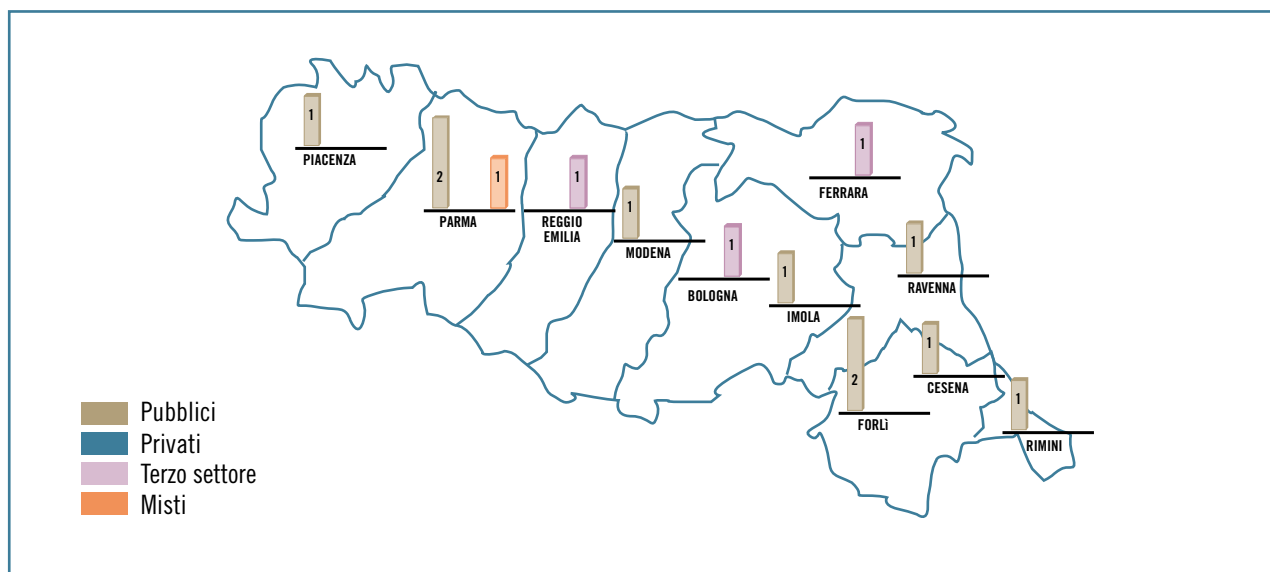 1
PIACENZA
2
1
PARMA
1
REGGIO
EMILIA
1
MODENA
1
BOLOGNA
1
IMOLA
1
FERRARA
1
RAVENNA
2
FORLì
1
CESENA
1
RIMINI
Pubblici
Privati
Terzo settore
Misti